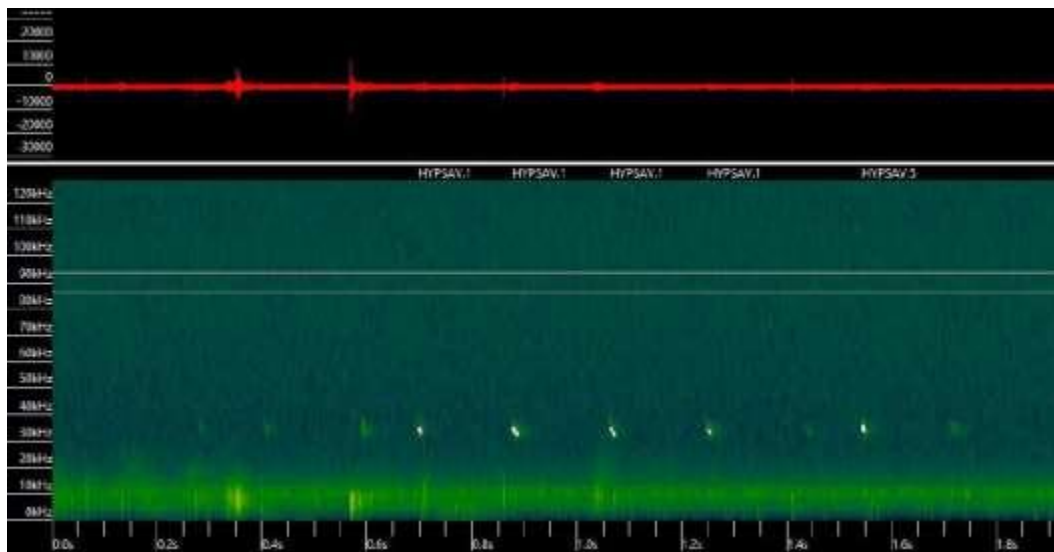 20000
10000
0
-10000
-20000
-30000
HYPSAV.1 HYPSAV.1 HYPSAV.1 HYPSAV.1 HYPSAV.5
120kHz
110kHz
100kHz
90kHz
80kHz
70kHz
60kHz
50kHz
40kHz
30kHz
20kHz
10kHz
0kHz
0.0s 0.2s 0.4s 0.6s 0.8s 1.0s 1.2s 1.4s 1.6s 1.8s